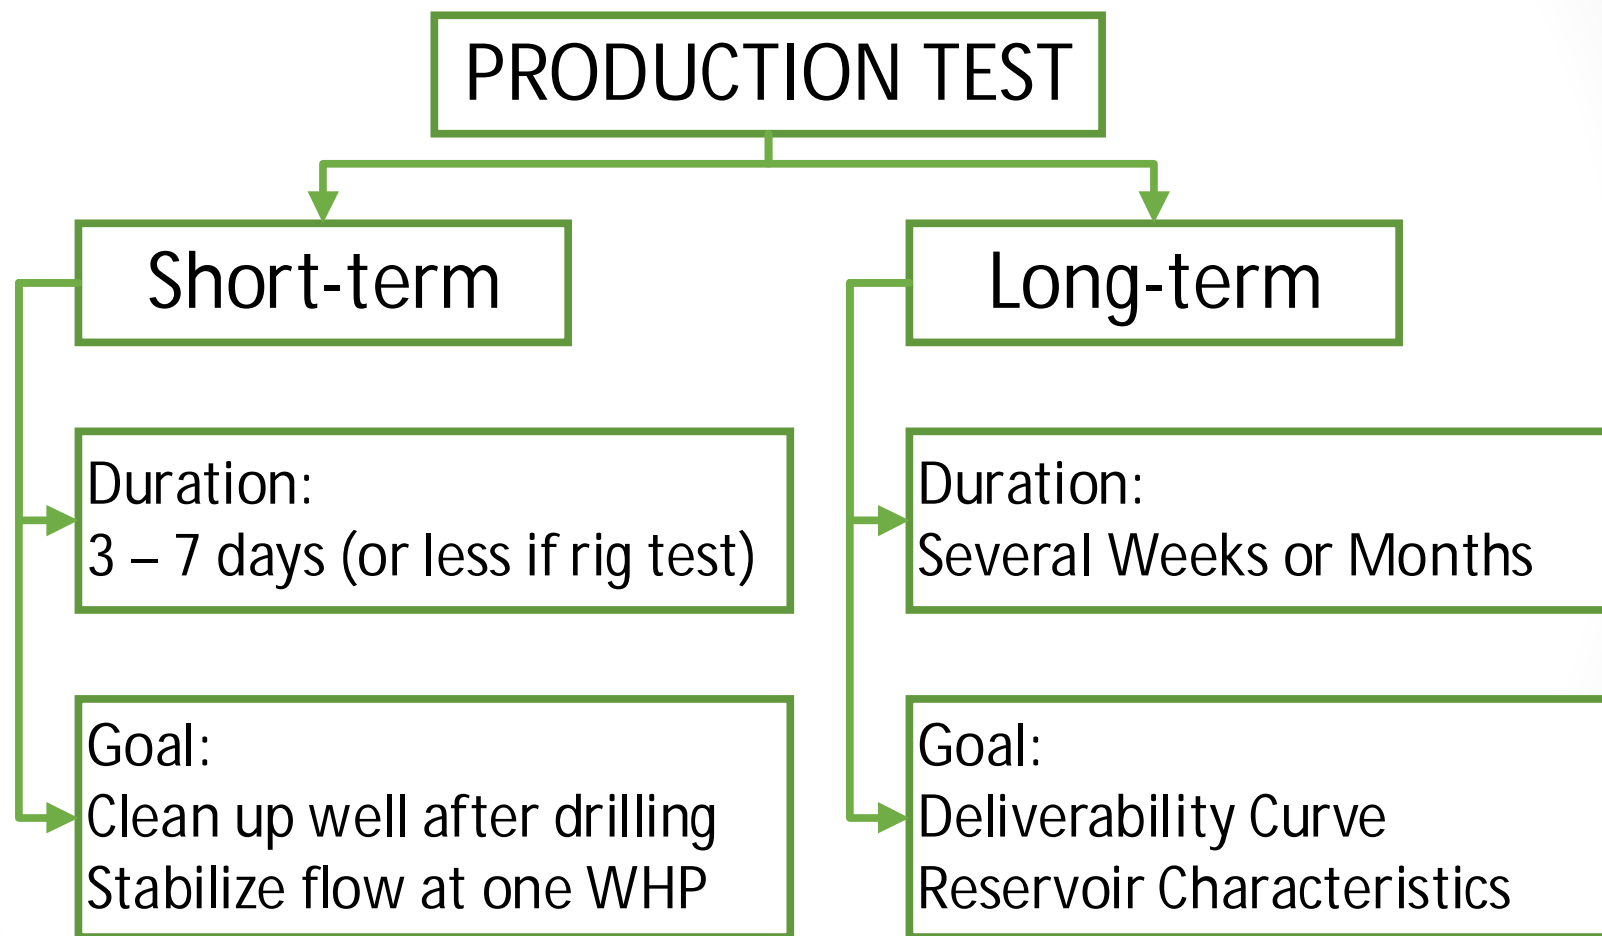 PRODUCTION TEST
Short-term
Duration:
3 – 7 days (or less if rig test)
Goal:
Clean up well after drilling
Stabilize flow at one WHP
Long-term
Duration:
Several Weeks or Months
Goal:
Deliverability Curve
Reservoir Characteristics